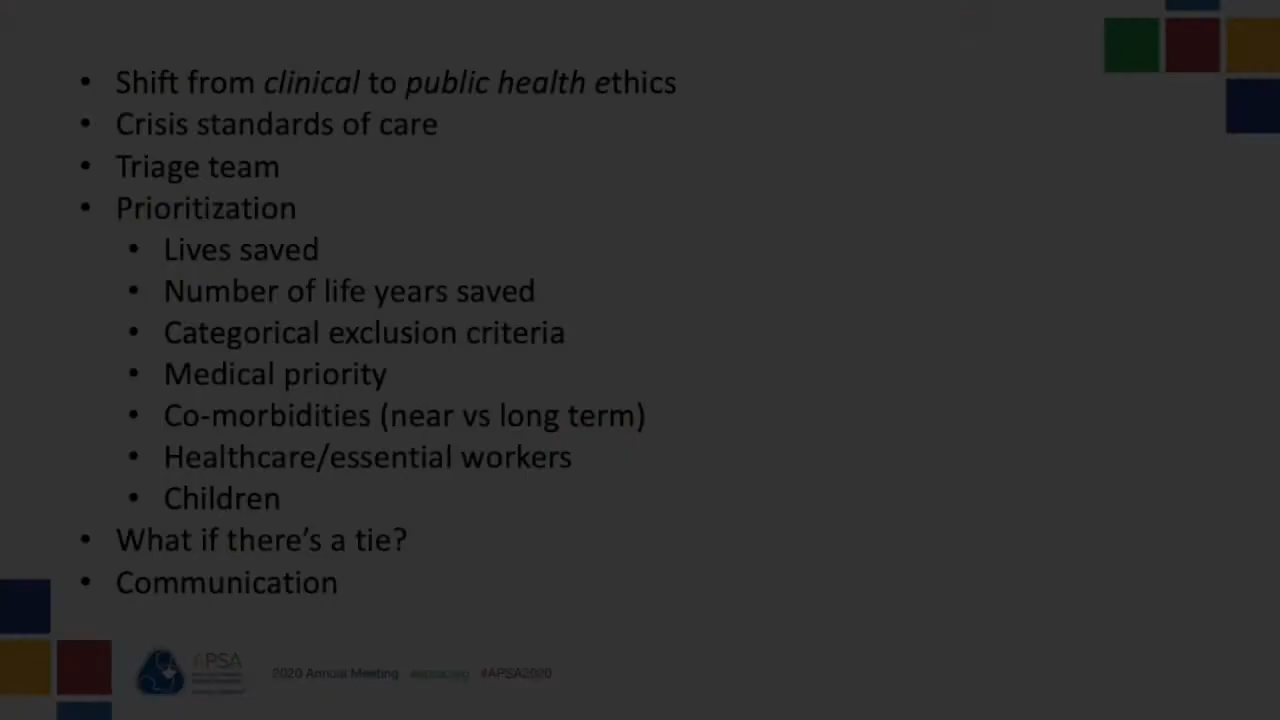 • Shift from clinical to public health ethics
• Crisis standards of care
• Triage team
• Prioritization
• Lives saved
• Number of life years saved
• Categorical exclusion criteria
• Medical priority
• Co-morbidities (near vs long term)
• Healthcare/essential workers
• Children
• What if there's a tie?
• Communication
APSA
2020 Annual Meeting #APSA2020